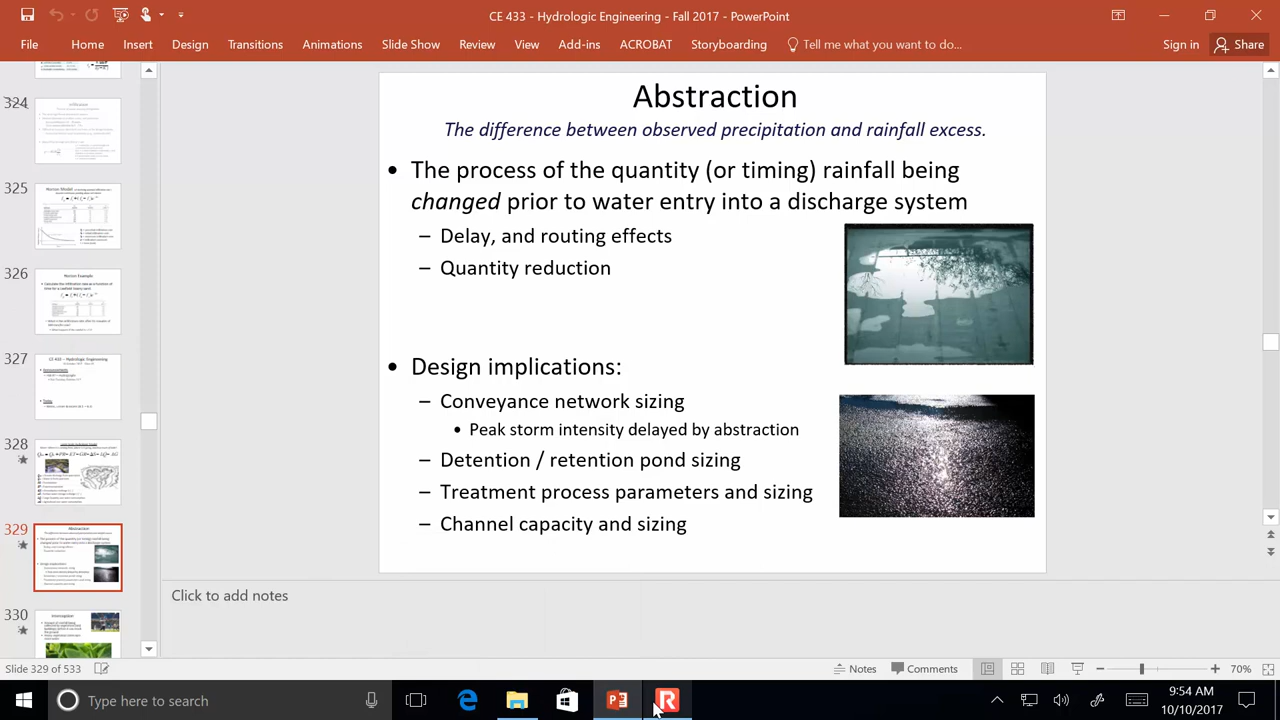 CE 433 - Hydrologic Engineering - Fall 2017 - PowerPoint
File Home Insert Design Transitions Animations Slide Show Review View Add-ins ACROBAT Storyboarding Tell me what you want to do... Sign in Share
324
325
326
327
328
329
330
Abstraction
The difference between observed precipitation and rainfall excess.
• The process of the quantity (or timing) rainfall being
changed prior to water entry into a discharge system
– Delay, and routing effects
– Quantity reduction
• Design implications:
– Conveyance network sizing
• Peak storm intensity delayed by abstraction
– Detention / retention pond sizing
– Treatment process parameters and sizing
– Channel capacity and sizing
Click to add notes
Slide 329 of 533 Notes Comments 70%
Type here to search
9:54 AM
10/10/2017